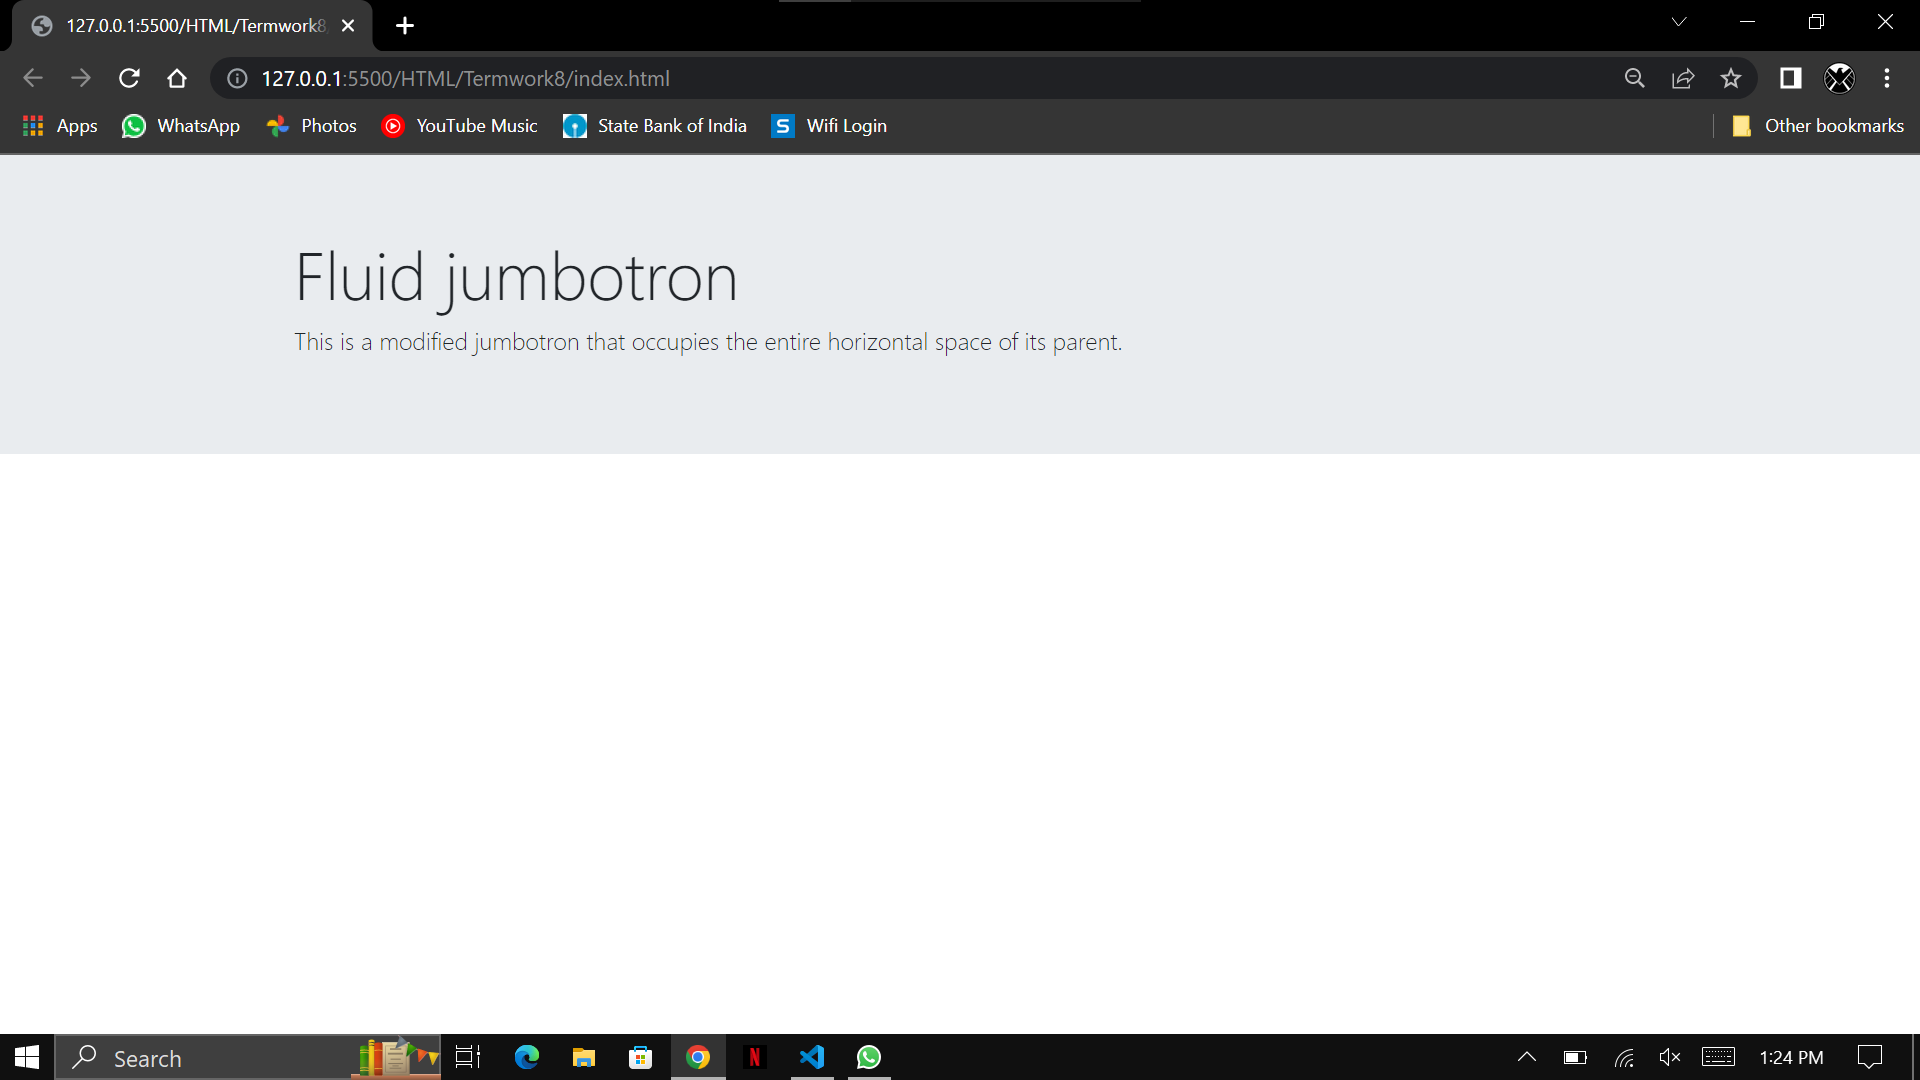 127.0.0.1:5500/HTML/Termwork8
127.0.0.1:5500/HTML/Termwork8/index.html
Apps WhatsApp Photos YouTube Music State Bank of India S Wifi Login Other bookmarks
Fluid jumbotron
This is a modified jumbotron that occupies the entire horizontal space of its parent.
Search N 1:24 PM